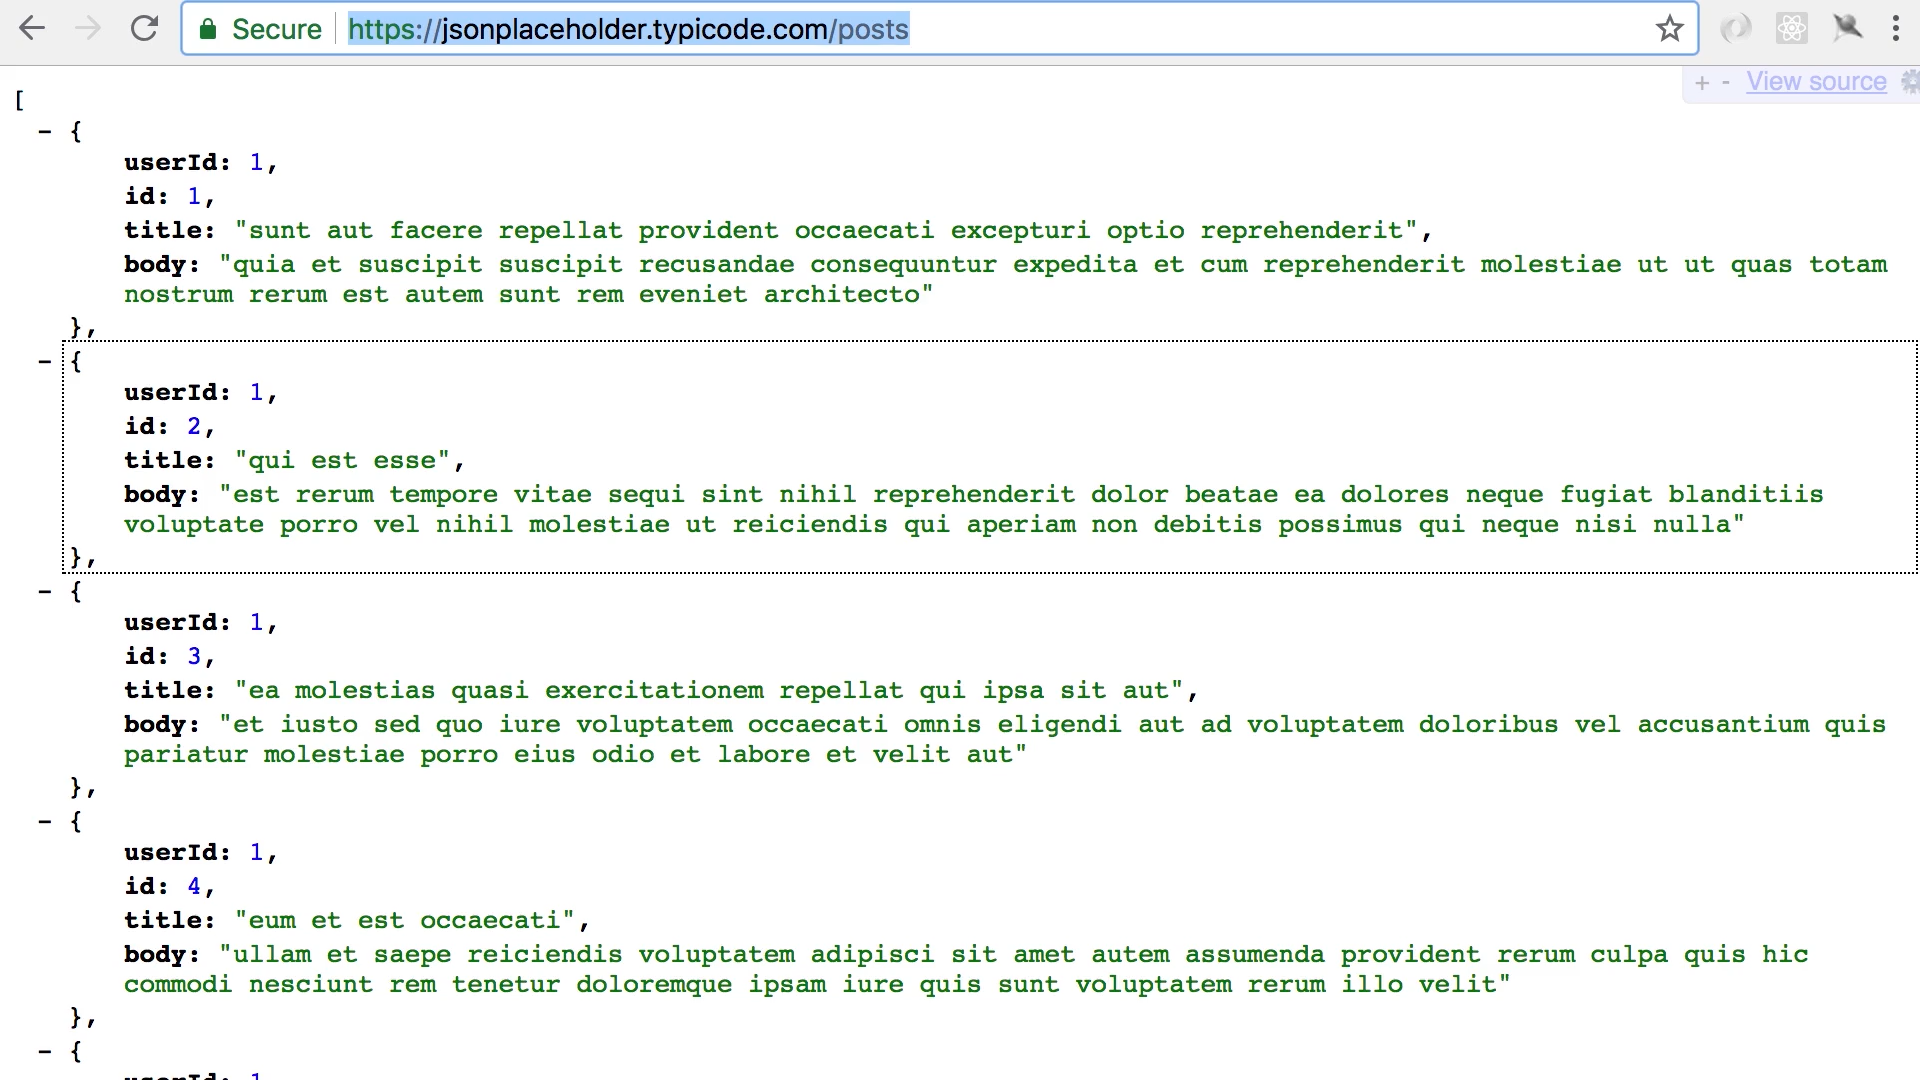 Secure https://jsonplaceholder.typicode.com/posts
+ - View source
[
- {
userId: 1,
id: 1,
title: "sunt aut facere repellat provident occaecati excepturi optio reprehenderit",
body: "quia et suscipit suscipit recusandae consequuntur expedita et cum reprehenderit molestiae ut ut quas totam
nostrum rerum est autem sunt rem eveniet architecto"
},
- {
userId: 1,
id: 2,
title: "qui est esse",
body: "est rerum tempore vitae sequi sint nihil reprehenderit dolor beatae ea dolores neque fugiat blanditiis
voluptate porro vel nihil molestiae ut reiciendis qui aperiam non debitis possimus qui neque nisi nulla"
},
- {
userId: 1,
id: 3,
title: "ea molestias quasi exercitationem repellat qui ipsa sit aut",
body: "et iusto sed quo iure voluptatem occaecati omnis eligendi aut ad voluptatem doloribus vel accusantium quis
pariatur molestiae porro eius odio et labore et velit aut"
},
- {
userId: 1,
id: 4,
title: "eum et est occaecati",
body: "ullam et saepe reiciendis voluptatem adipisci sit amet autem assumenda provident rerum culpa quis hic
commodi nesciunt rem tenetur doloremque ipsam iure quis sunt voluptatem rerum illo velit"
},
- {
userId: 1